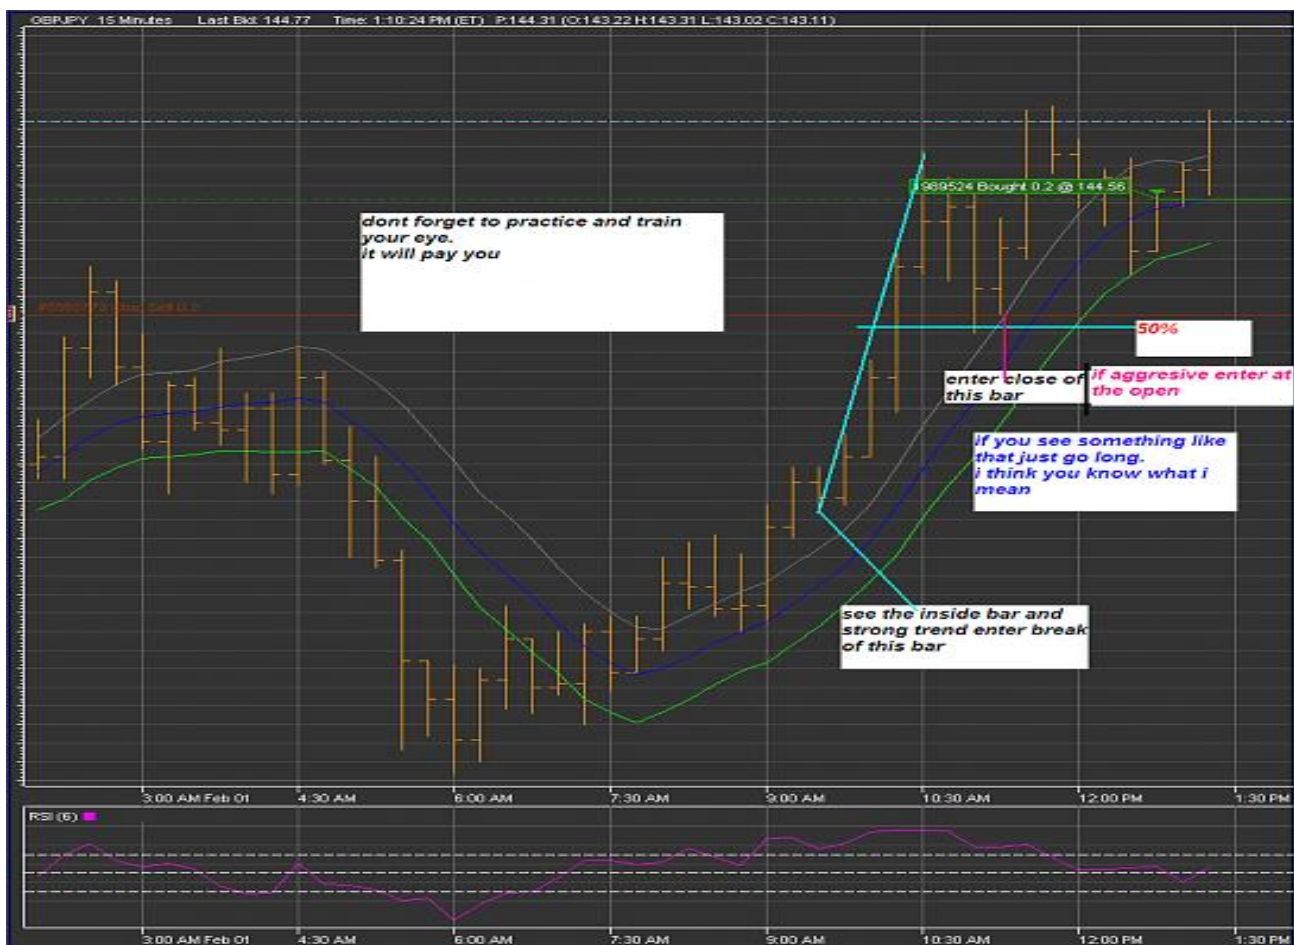 GBPJPY 15 Minutes Last Bid: 144.77 Time: 1:10:24 PM (ET) P:144.31 (O:143.22 H:143.31 L:143.02 C:143.11)
Bought 0.2 @ 144.56
dont forget to practice and train
your eye.
it will pay you
50%
enter close of
this bar
if aggresive enter at
the open
if you see something like
that just go long.
i think you know what i
mean
see the inside bar and
strong trend enter break
of this bar
3:00 AM Feb 01 4:30 AM 6:00 AM 7:30 AM 9:00 AM 10:30 AM 12:00 PM 1:30 PM
RSI (6)
3:00 AM Feb 01 4:30 AM 6:00 AM 7:30 AM 9:00 AM 10:30 AM 12:00 PM 1:30 PM